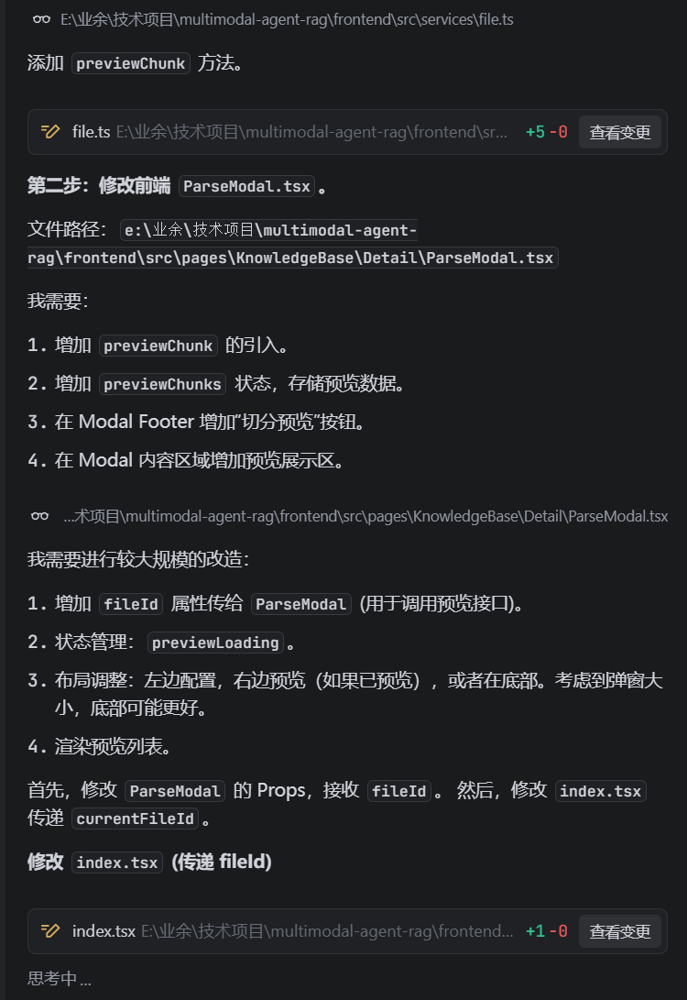 E:\业余\技术项目\multimodal-agent-rag\frontend\src\services\file.ts
添加 previewChunk 方法。
file.ts E:\业余\技术项目\multimodal-agent-rag\frontend\sr... +5 -0 查看变更
第二步：修改前端 ParseModal.tsx 。
文件路径： e:\业余\技术项目\multimodal-agent-
rag\frontend\src\pages\KnowledgeBase\Detail\ParseModal.tsx
我需要：
1. 增加 previewChunk 的引入。
2. 增加 previewChunks 状态，存储预览数据。
3. 在 Modal Footer 增加“切分预览”按钮。
4. 在 Modal 内容区域增加预览展示区。
...术项目\multimodal-agent-rag\frontend\src\pages\KnowledgeBase\Detail\ParseModal.tsx
我需要进行较大规模的改造：
1. 增加 fileId 属性传给 ParseModal (用于调用预览接口)。
2. 状态管理： previewLoading 。
3. 布局调整：左边配置，右边预览（如果已预览），或者在底部。考虑到弹窗大
小，底部可能更好。
4. 渲染预览列表。
首先，修改 ParseModal 的 Props，接收 fileId 。 然后，修改 index.tsx
传递 currentFileId 。
修改 index.tsx (传递 fileId)
index.tsx E:\业余\技术项目\multimodal-agent-rag\frontend... +1 -0 查看变更
思考中 ...